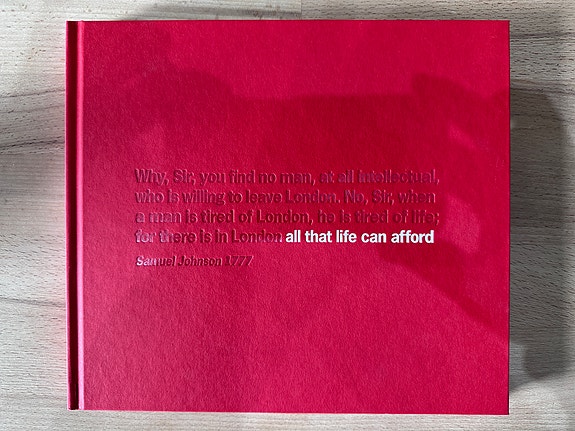 Why, Sir, you find no man, at all intellectual,
who is willing to leave London. No, Sir, when
a man is tired of London, he is tired of life;
for there is in London all that life can afford
Samuel Johnson 1777